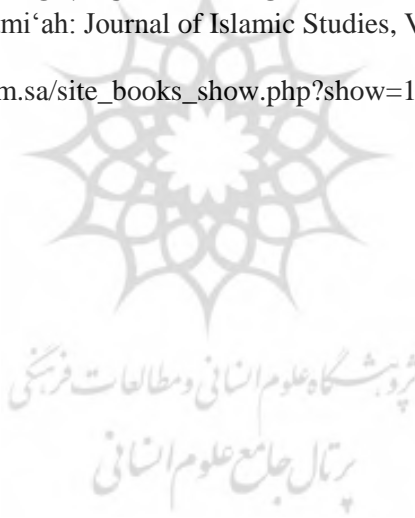 mi‘ah: Journal of Islamic Studies, V
m.sa/site_books_show.php?show=1
پژوهشگاه علوم انسانی و مطالعات فرهنگی
پرتال جامع علوم انسانی